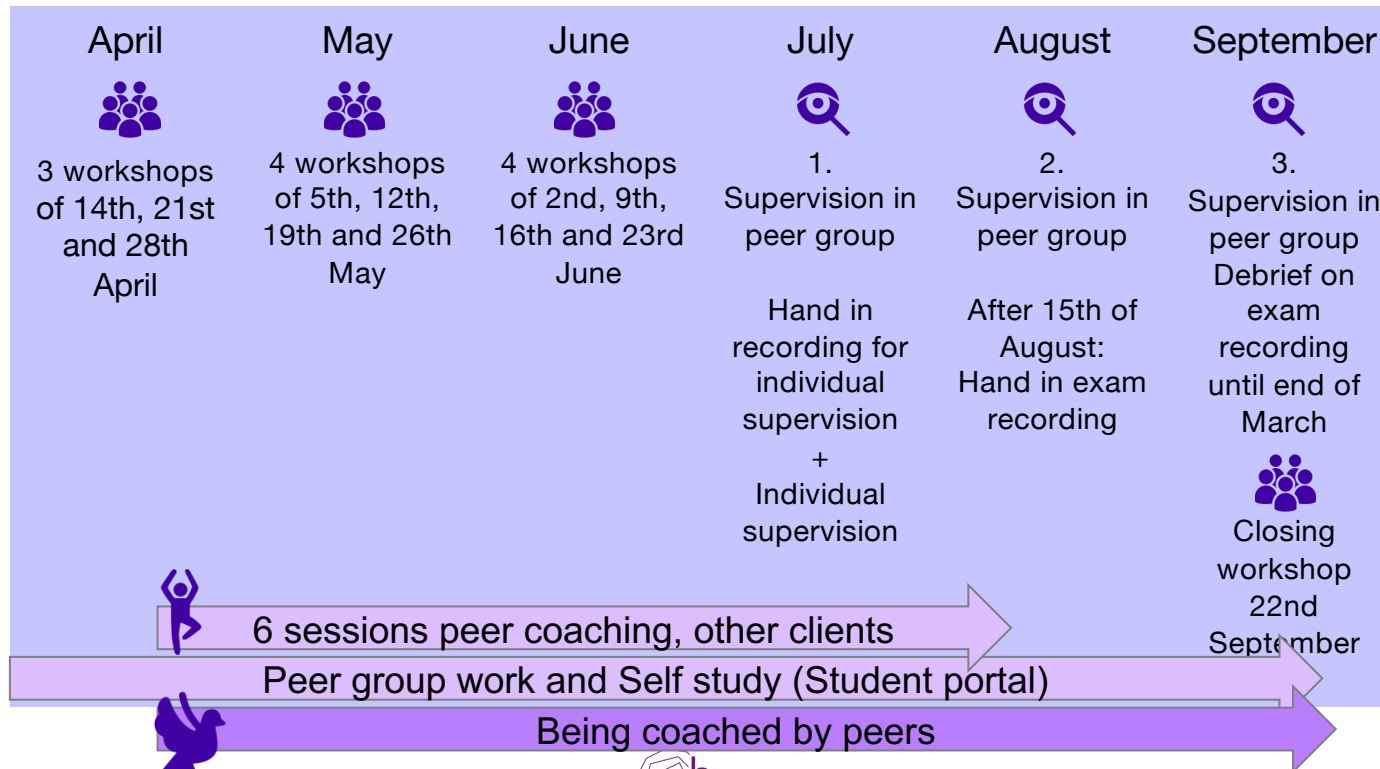 April
3 workshops
of 14th, 21st
and 28th
April
May
4 workshops
of 5th, 12th,
19th and 26th
May
June
4 workshops
of 2nd, 9th,
16th and 23rd
June
July
1.
Supervision in
peer group
Hand in
recording for
individual
supervision
+
Individual
supervision
August
2.
Supervision in
peer group
After 15th of
August:
Hand in exam
recording
September
3.
Supervision in
peer group
Debrief on
exam
recording
until end of
March
Closing
workshop
22nd
September
6 sessions peer coaching, other clients
Peer group work and Self study (Student portal)
Being coached by peers